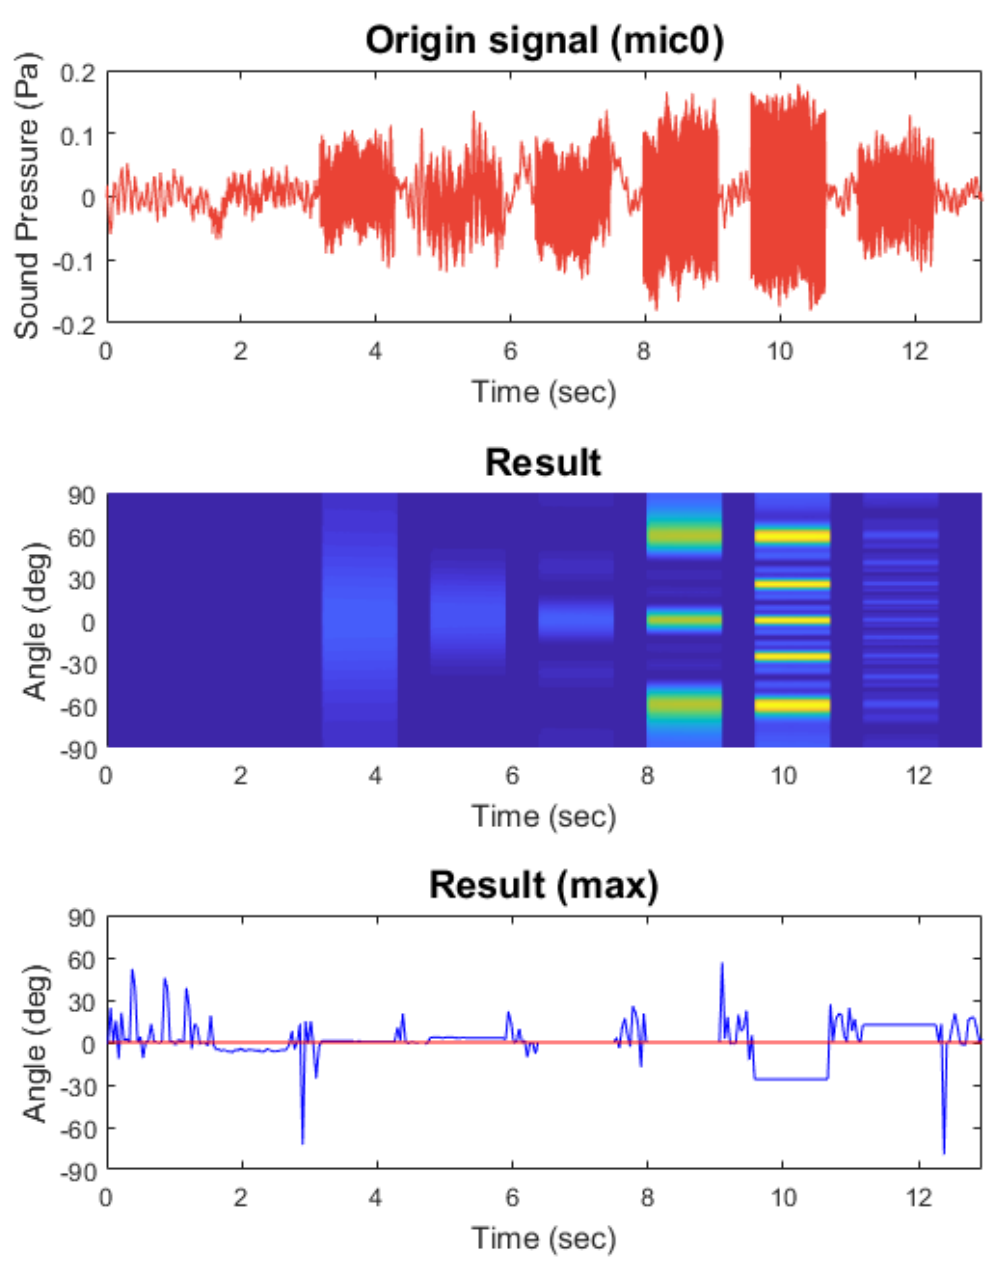 Origin signal (mic0)
Sound Pressure (Pa)
0.2
0.1
0
-0.1
-0.2
0 2 4 6 8 10 12
Time (sec)
Result
Angle (deg)
90
60
30
0
-30
-60
-90
0 2 4 6 8 10 12
Time (sec)
Result (max)
Angle (deg)
90
60
30
0
-30
-60
-90
0 2 4 6 8 10 12
Time (sec)